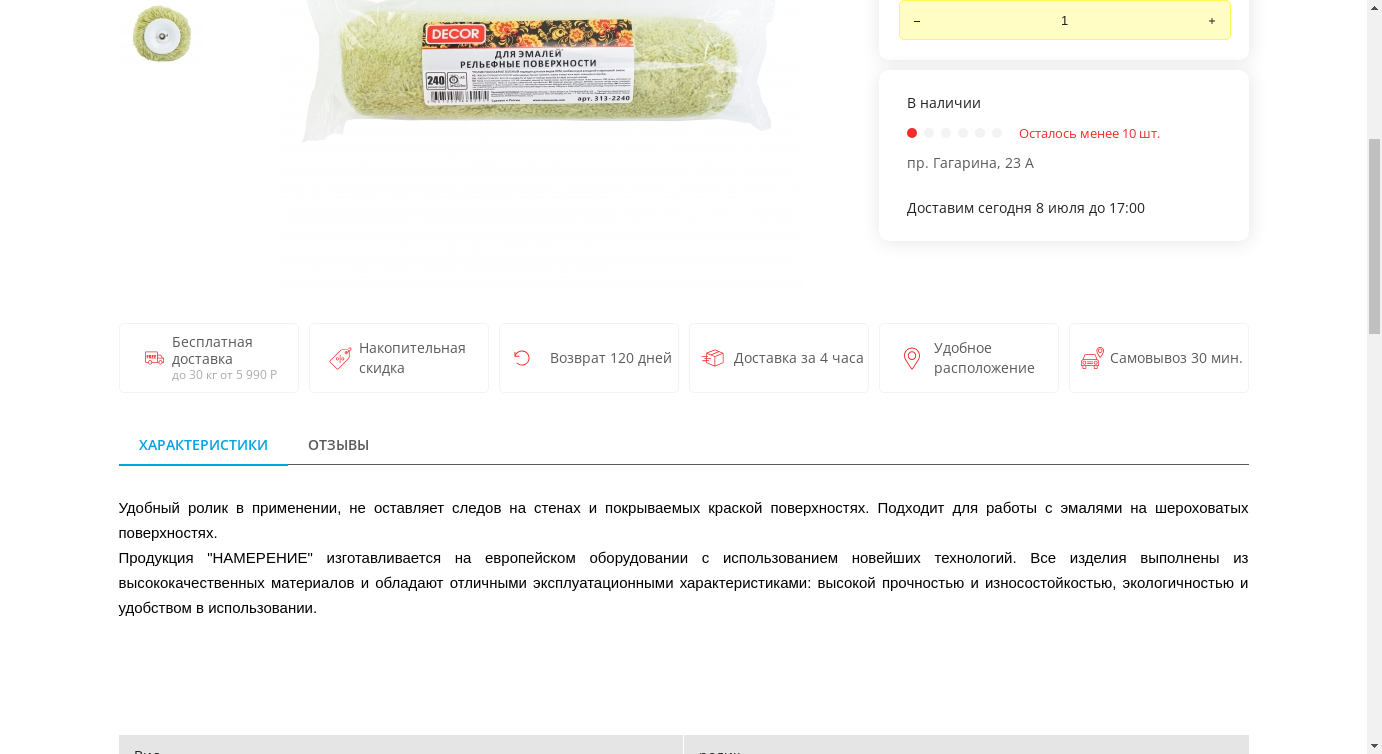 −
1
+
DECOR
ДЛЯ ЭМАЛЕЙ
РЕЛЬЕФНЫЕ ПОВЕРХНОСТИ
240
арт. 313-2240
В наличии
Осталось менее 10 шт.
пр. Гагарина, 23 А
Доставим сегодня 8 июля до 17:00
Бесплатная
доставка
до 30 кг от 5 990 Р
Накопительная
скидка
Возврат 120 дней
Доставка за 4 часа
Удобное
расположение
Самовывоз 30 мин.
ХАРАКТЕРИСТИКИ ОТЗЫВЫ
Удобный ролик в применении, не оставляет следов на стенах и покрываемых краской поверхностях. Подходит для работы с эмалями на шероховатых
поверхностях.
Продукция "НАМЕРЕНИЕ" изготавливается на европейском оборудовании с использованием новейших технологий. Все изделия выполнены из
высококачественных материалов и обладают отличными эксплуатационными характеристиками: высокой прочностью и износостойкостью, экологичностью и
удобством в использовании.